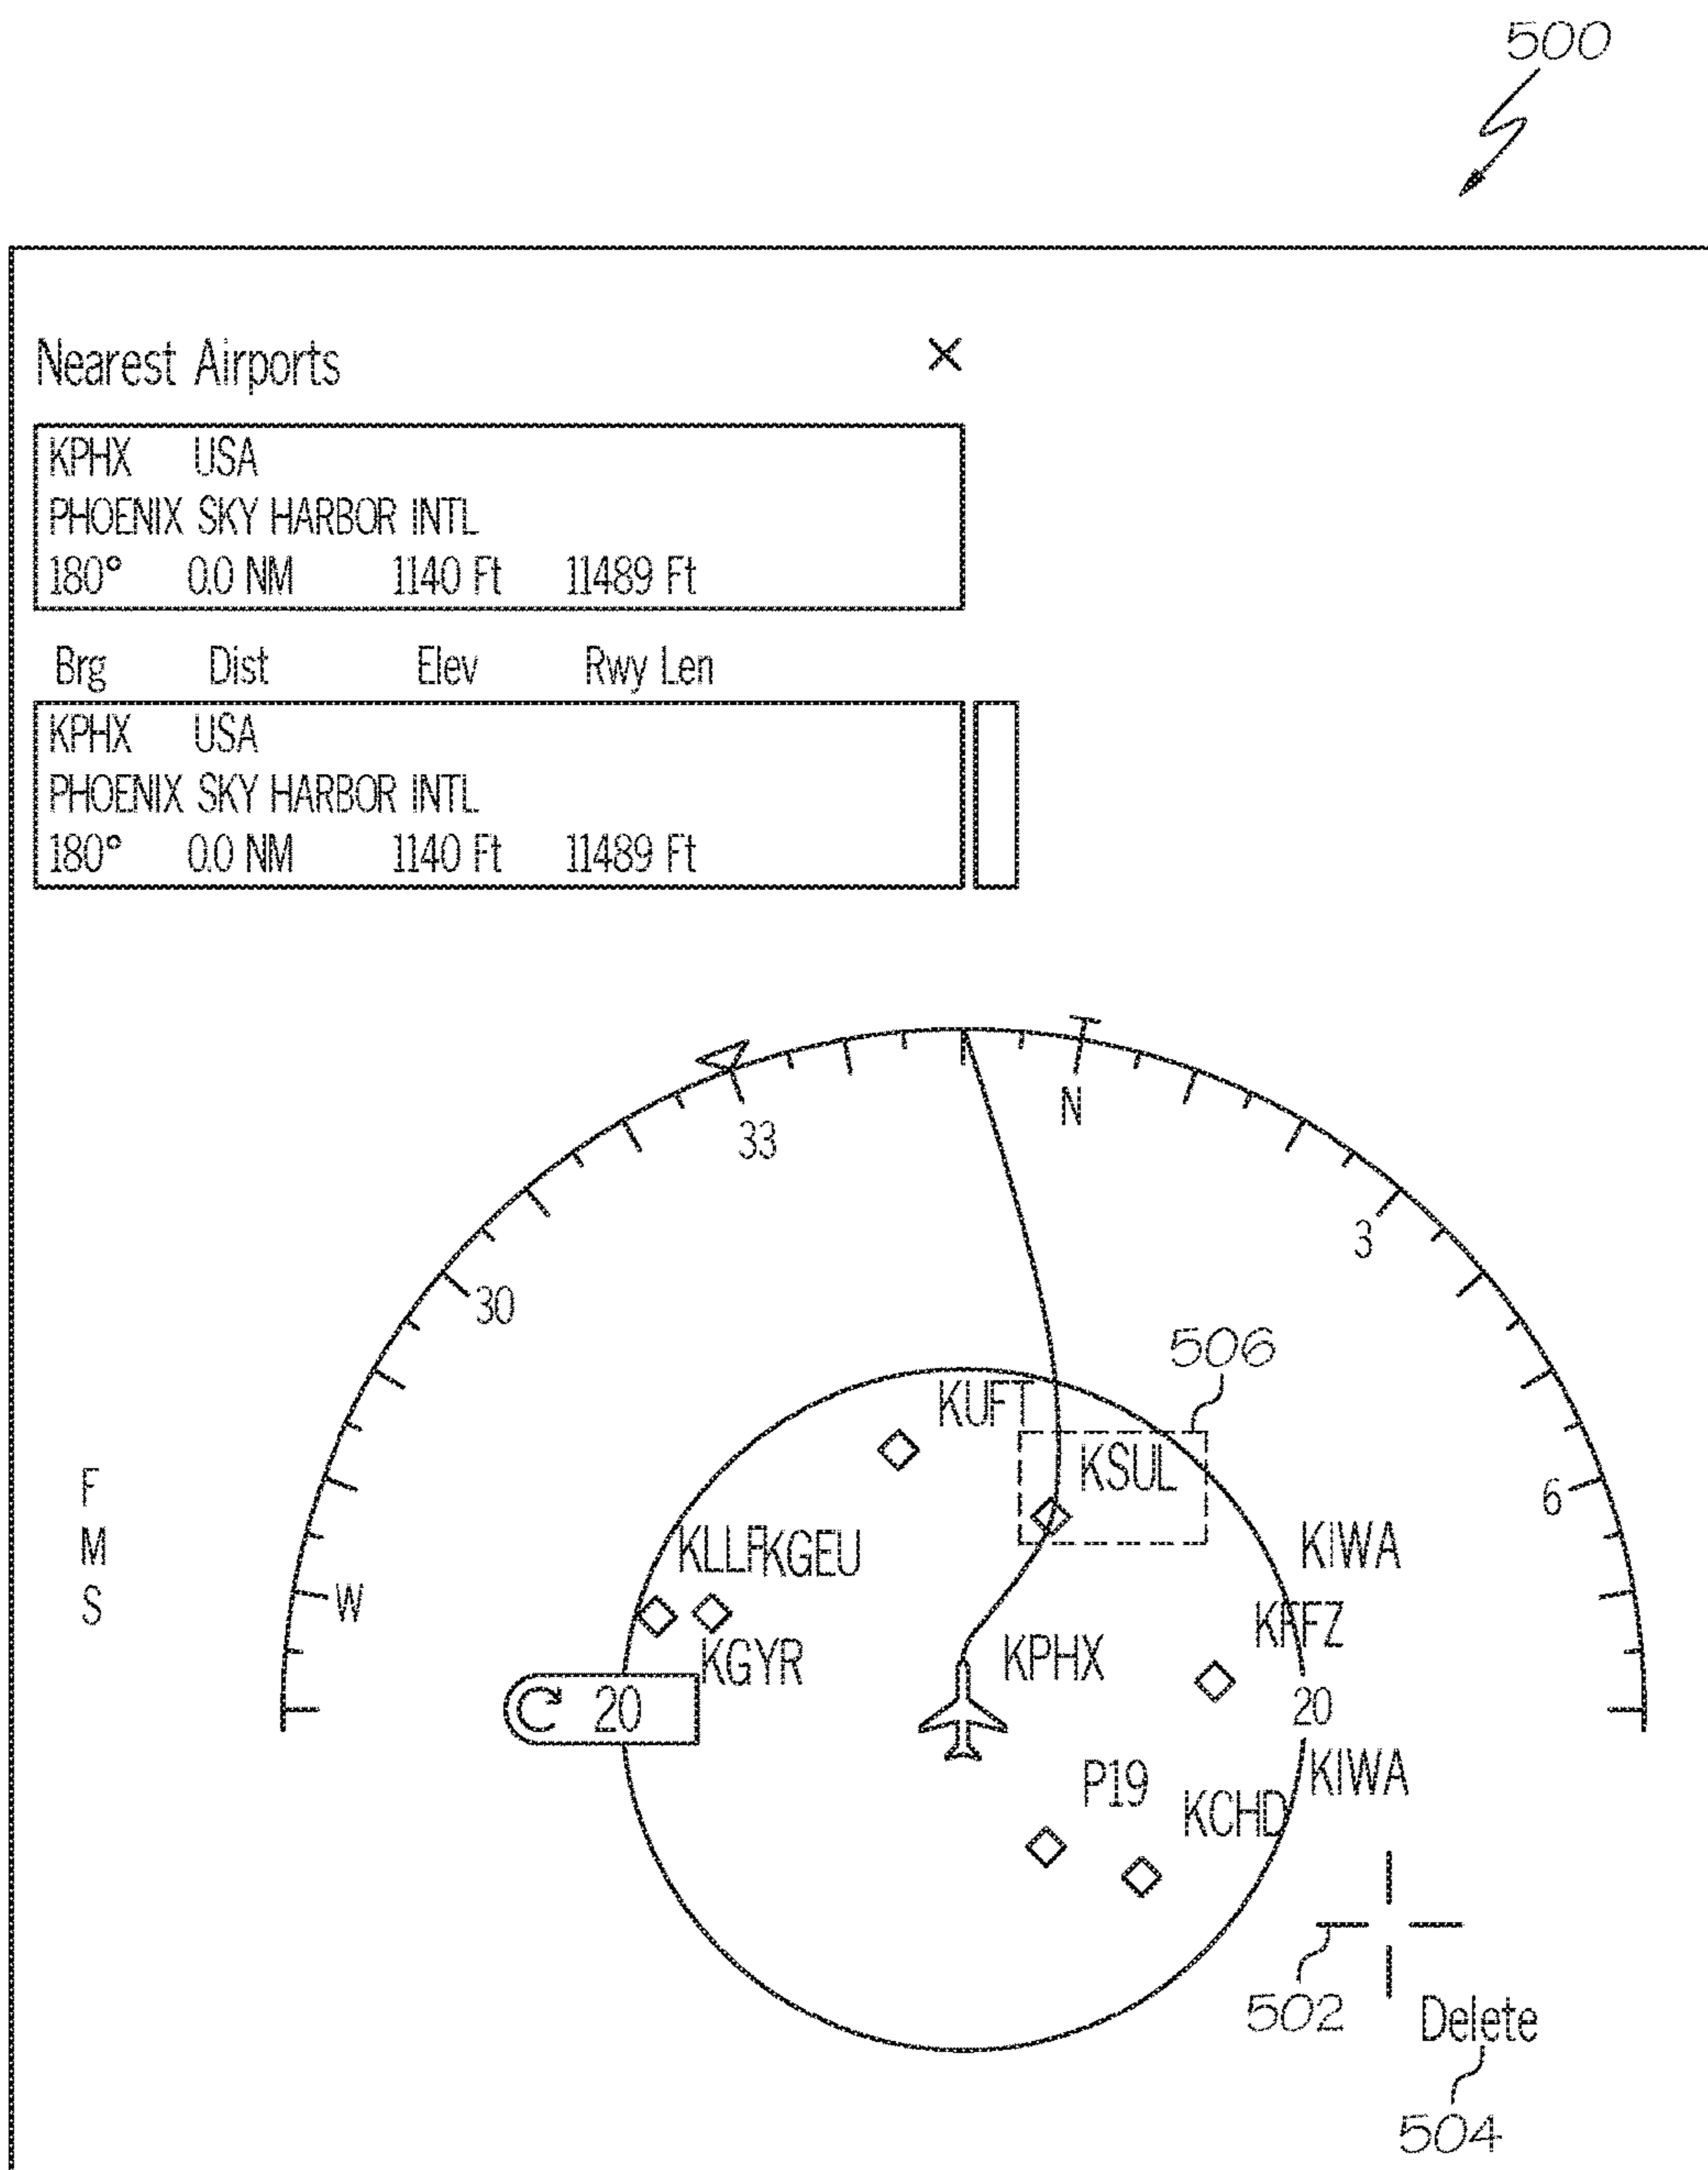 500
Nearest Airports ×
KPHX USA
PHOENIX SKY HARBOR INTL
180° 0.0 NM 1140 Ft 11489 Ft
Brg Dist Elev Rwy Len
KPHX USA
PHOENIX SKY HARBOR INTL
180° 0.0 NM 1140 Ft 11489 Ft
N
33
3
30
506
KUFT
KSUL
6
F
M
S
KIWA
KGEU
W
KGYR
KPHX
20
20
P19
KIWA
KCHD
502
Delete
504